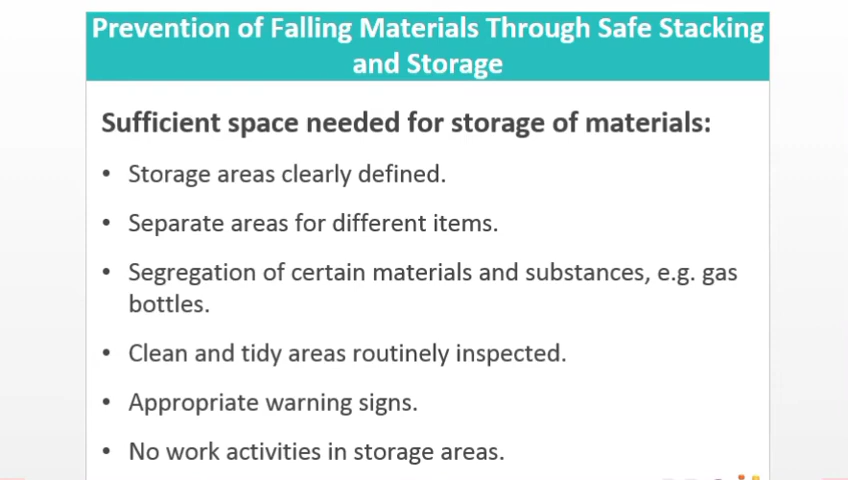 Prevention of Falling Materials Through Safe Stacking
and Storage
Sufficient space needed for storage of materials:
• Storage areas clearly defined.
• Separate areas for different items.
• Segregation of certain materials and substances, e.g. gas
bottles.
• Clean and tidy areas routinely inspected.
• Appropriate warning signs.
• No work activities in storage areas.